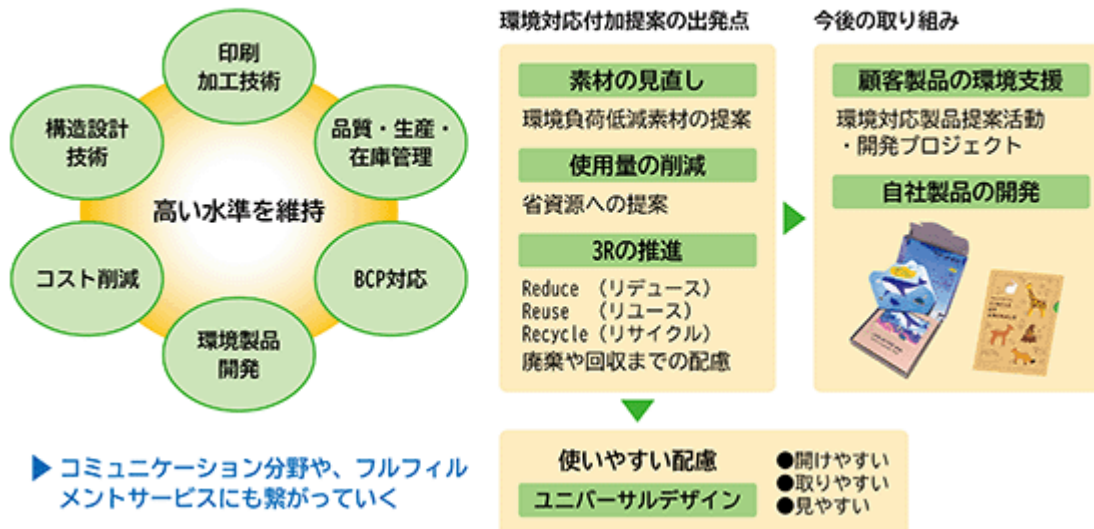 印刷
加工技術
構造設計
技術
品質・生産・
在庫管理
高い水準を維持
コスト削減
BCP対応
環境製品
開発
▶ コミュニケーション分野や、フルフィル
メントサービスにも繋がっていく
環境対応付加提案の出発点
素材の見直し
環境負荷低減素材の提案
使用量の削減
省資源への提案
3Rの推進
Reduce (リデュース)
Reuse (リユース)
Recycle (リサイクル)
廃棄や回収までの配慮
使いやすい配慮
ユニバーサルデザイン
●開けやすい
●取りやすい
●見やすい
今後の取り組み
顧客製品の環境支援
環境対応製品提案活動
・開発プロジェクト
自社製品の開発